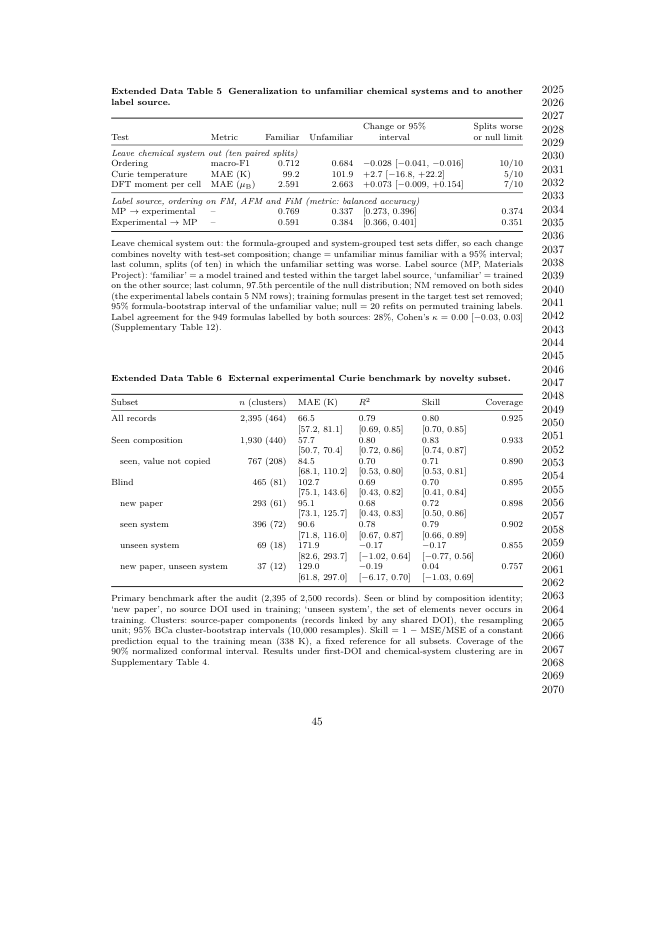 Extended Data Table 5 Generalization to unfamiliar chemical systems and to another
label source.
Change or 95% Splits worse
Test Metric Familiar Unfamiliar interval or null limit
Leave chemical system out (ten paired splits)
Ordering macro-F1 0.712 0.684 −0.028 [−0.041, −0.016] 10/10
Curie temperature MAE (K) 99.2 101.9 +2.7 [−16.8, +22.2] 5/10
DFT moment per cell MAE (μB) 2.591 2.663 +0.073 [−0.009, +0.154] 7/10
Label source, ordering on FM, AFM and FiM (metric: balanced accuracy)
MP → experimental – 0.769 0.337 [0.273, 0.396] 0.374
Experimental → MP – 0.591 0.384 [0.366, 0.401] 0.351
Leave chemical system out: the formula-grouped and system-grouped test sets differ, so each change
combines novelty with test-set composition; change = unfamiliar minus familiar with a 95% interval;
last column, splits (of ten) in which the unfamiliar setting was worse. Label source (MP, Materials
Project): ‘familiar’ = a model trained and tested within the target label source, ‘unfamiliar’ = trained
on the other source; last column, 97.5th percentile of the null distribution; NM removed on both sides
(the experimental labels contain 5 NM rows); training formulas present in the target test set removed;
95% formula-bootstrap interval of the unfamiliar value; null = 20 refits on permuted training labels.
Label agreement for the 949 formulas labelled by both sources: 28%, Cohen’s κ = 0.00 [−0.03, 0.03]
(Supplementary Table 12).
Extended Data Table 6 External experimental Curie benchmark by novelty subset.
Subset n (clusters) MAE (K) R2 Skill Coverage
All records 2,395 (464) 66.5 0.79 0.80 0.925
[57.2, 81.1] [0.69, 0.85] [0.70, 0.85]
Seen composition 1,930 (440) 57.7 0.80 0.83 0.933
[50.7, 70.4] [0.72, 0.86] [0.74, 0.87]
seen, value not copied 767 (208) 84.5 0.70 0.71 0.890
[68.1, 110.2] [0.53, 0.80] [0.53, 0.81]
Blind 465 (81) 102.7 0.69 0.70 0.895
[75.1, 143.6] [0.43, 0.82] [0.41, 0.84]
new paper 293 (61) 95.1 0.68 0.72 0.898
[73.1, 125.7] [0.43, 0.83] [0.50, 0.86]
seen system 396 (72) 90.6 0.78 0.79 0.902
[71.8, 116.0] [0.67, 0.87] [0.66, 0.89]
unseen system 69 (18) 171.9 −0.17 −0.17 0.855
[82.6, 293.7] [−1.02, 0.64] [−0.77, 0.56]
new paper, unseen system 37 (12) 129.0 −0.19 0.04 0.757
[61.8, 297.0] [−6.17, 0.70] [−1.03, 0.69]
Primary benchmark after the audit (2,395 of 2,500 records). Seen or blind by composition identity;
‘new paper’, no source DOI used in training; ‘unseen system’, the set of elements never occurs in
training. Clusters: source-paper components (records linked by any shared DOI), the resampling
unit; 95% BCa cluster-bootstrap intervals (10,000 resamples). Skill = 1 − MSE/MSE of a constant
prediction equal to the training mean (338 K), a fixed reference for all subsets. Coverage of the
90% normalized conformal interval. Results under first-DOI and chemical-system clustering are in
Supplementary Table 4.
45
2025
2026
2027
2028
2029
2030
2031
2032
2033
2034
2035
2036
2037
2038
2039
2040
2041
2042
2043
2044
2045
2046
2047
2048
2049
2050
2051
2052
2053
2054
2055
2056
2057
2058
2059
2060
2061
2062
2063
2064
2065
2066
2067
2068
2069
2070